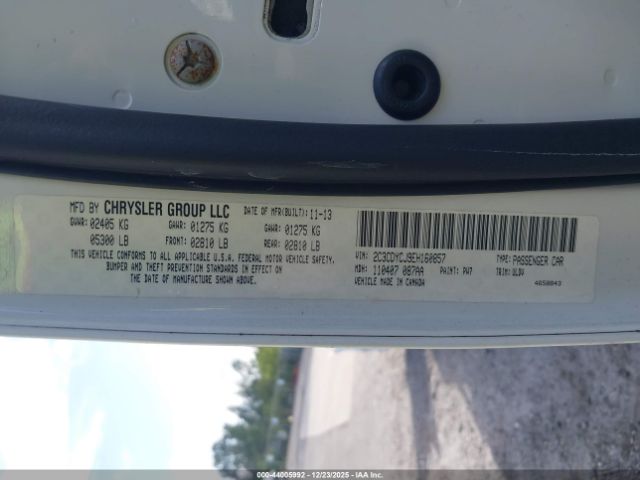 MFD BY CHRYSLER GROUP LLC DATE OF MFR(BUILT): 11-13
GVWR: 02405 KG GAWR: 01275 KG GAWR: 01275 KG
05300 LB FRONT: 02810 LB REAR: 02810 LB
THIS VEHICLE CONFORMS TO ALL APPLICABLE U.S.A. FEDERAL MOTOR VEHICLE SAFETY,
BUMPER AND THEFT PREVENTION STANDARDS IN EFFECT ON
THE DATE OF MANUFACTURE SHOWN ABOVE.
VIN: 2C3CDYCJ9EH160857 TYPE: PASSENGER CAR
MDH: 110407 087AA PAINT: PW7 TRIM: ULDV
VEHICLE MADE IN CANADA 4658043
000-44005992 - 12/23/2025 - IAA Inc.